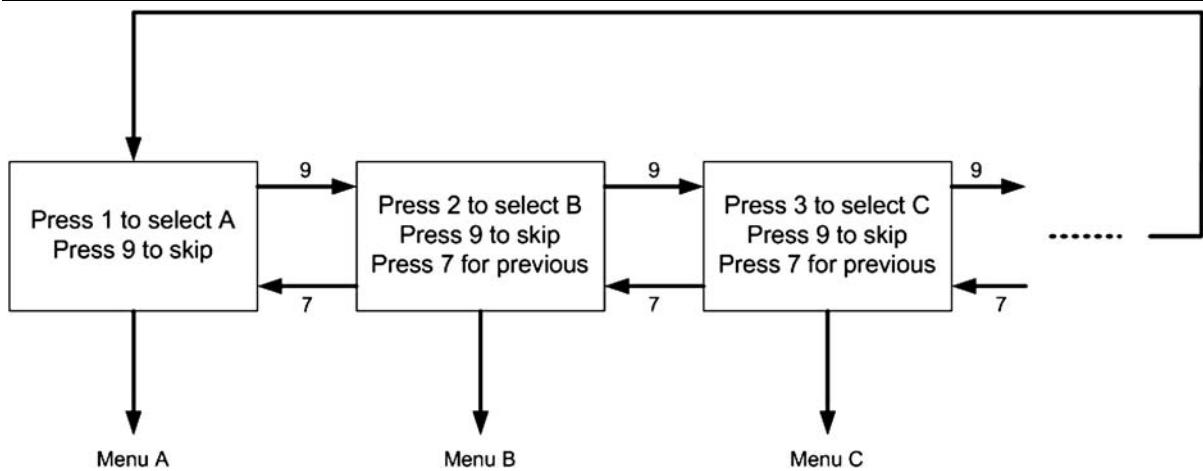 9
9
9
Press 1 to select A
Press 9 to skip
Press 2 to select B
Press 9 to skip
Press 7 for previous
Press 3 to select C
Press 9 to skip
Press 7 for previous
7
7
7
Menu A
Menu B
Menu C